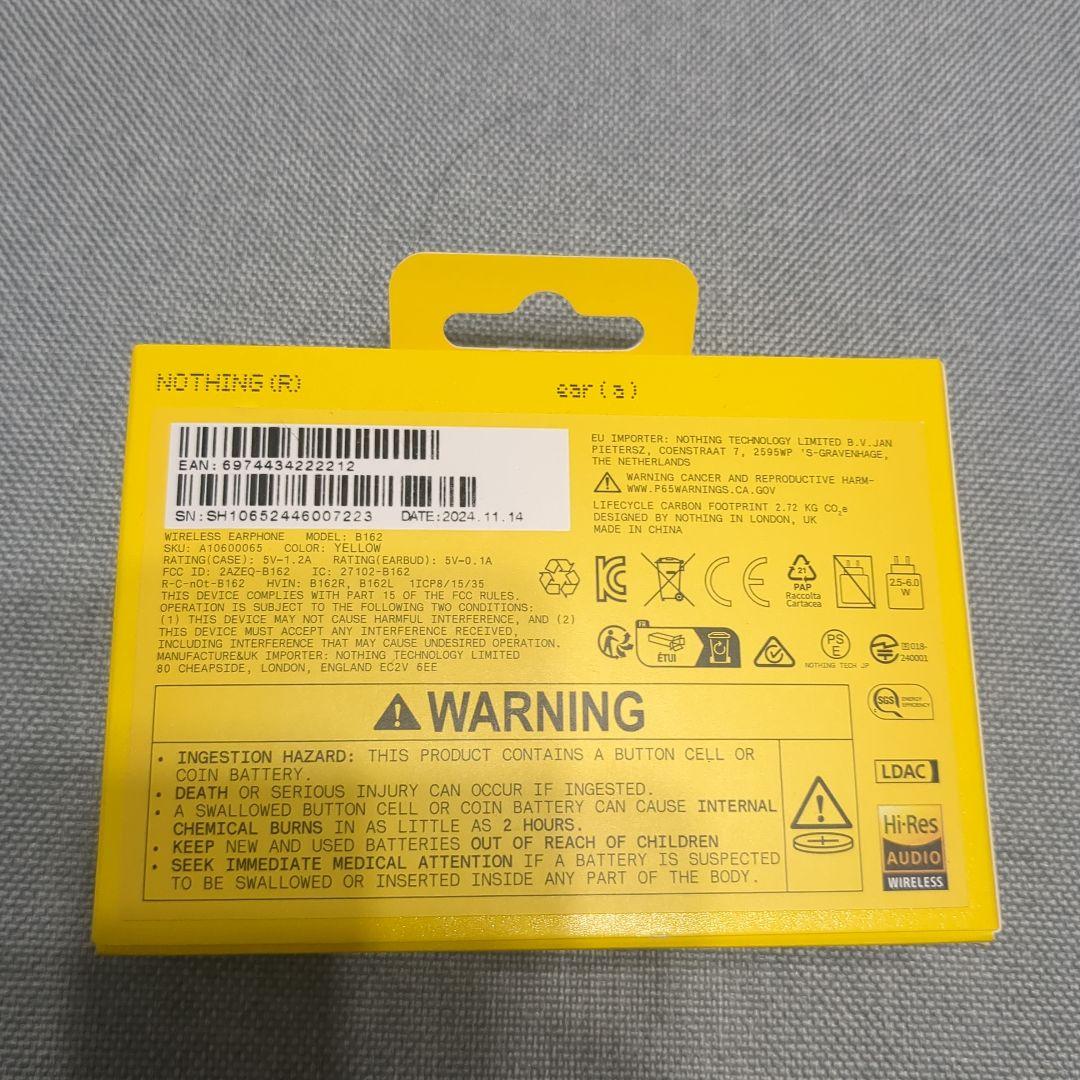 NOTHING(R)
ear (a)
EAN: 6974434222212
SN:SH10652446007223 DATE:2024.11.14
WIRELESS EARPHONE MODEL: B162
SKU: A10600065 COLOR: YELLOW
RATING(CASE): 5V⎓1.2A RATING(EARBUD): 5V⎓0.1A
FCC ID: 2AZEQ-B162 IC: 27102-B162
R-C-nOt-B162 HVIN: B162R, B162L 1ICP8/15/35
THIS DEVICE COMPLIES WITH PART 15 OF THE FCC RULES.
OPERATION IS SUBJECT TO THE FOLLOWING TWO CONDITIONS:
(1) THIS DEVICE MAY NOT CAUSE HARMFUL INTERFERENCE, AND (2)
THIS DEVICE MUST ACCEPT ANY INTERFERENCE RECEIVED,
INCLUDING INTERFERENCE THAT MAY CAUSE UNDESIRED OPERATION.
MANUFACTURE&UK IMPORTER: NOTHING TECHNOLOGY LIMITED
80 CHEAPSIDE, LONDON, ENGLAND EC2V 6EE
EU IMPORTER: NOTHING TECHNOLOGY LIMITED B.V.JAN
PIETERSZ, COENSTRAAT 7, 2595WP 'S-GRAVENHAGE,
THE NETHERLANDS
WARNING CANCER AND REPRODUCTIVE HARM-
WWW.P65WARNINGS.CA.GOV
LIFECYCLE CARBON FOOTPRINT 2.72 KG CO₂e
DESIGNED BY NOTHING IN LONDON, UK
MADE IN CHINA
CE
21
PAP
Raccolta
Cartacea
2.5-6.0
W
FR
ÉTUI
PS
E
NOTHING TECH JP
018-
240001
SGS ENERGY
EFFICIENCY
WARNING
• INGESTION HAZARD: THIS PRODUCT CONTAINS A BUTTON CELL OR
COIN BATTERY.
• DEATH OR SERIOUS INJURY CAN OCCUR IF INGESTED.
• A SWALLOWED BUTTON CELL OR COIN BATTERY CAN CAUSE INTERNAL
CHEMICAL BURNS IN AS LITTLE AS 2 HOURS.
• KEEP NEW AND USED BATTERIES OUT OF REACH OF CHILDREN
• SEEK IMMEDIATE MEDICAL ATTENTION IF A BATTERY IS SUSPECTED
TO BE SWALLOWED OR INSERTED INSIDE ANY PART OF THE BODY.
LDAC
Hi-Res
AUDIO
WIRELESS